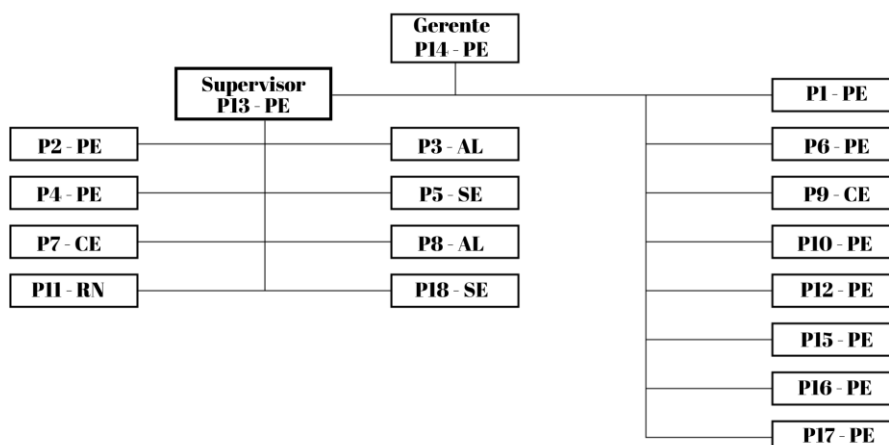 Gerente
P14 - PE
Supervisor
P13 - PE
P1 - PE
P2 - PE
P3 - AL
P6 - PE
P4 - PE
P5 - SE
P9 - CE
P7 - CE
P8 - AL
P10 - PE
P11 - RN
P18 - SE
P12 - PE
P15 - PE
P16 - PE
P17 - PE